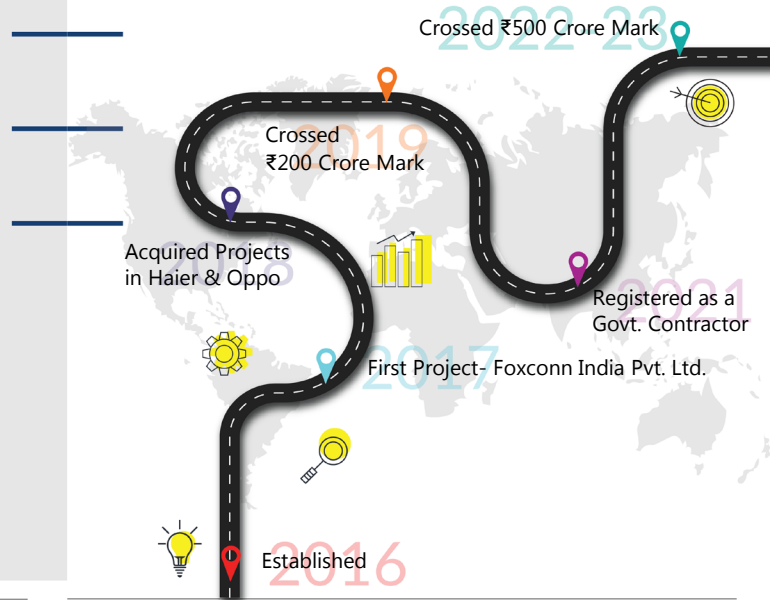 2022-23
Crossed ₹500 Crore Mark
2019
Crossed
₹200 Crore Mark
2018
Acquired Projects
in Haier & Oppo
2021
Registered as a
Govt. Contractor
2017
First Project- Foxconn India Pvt. Ltd.
2016
Established